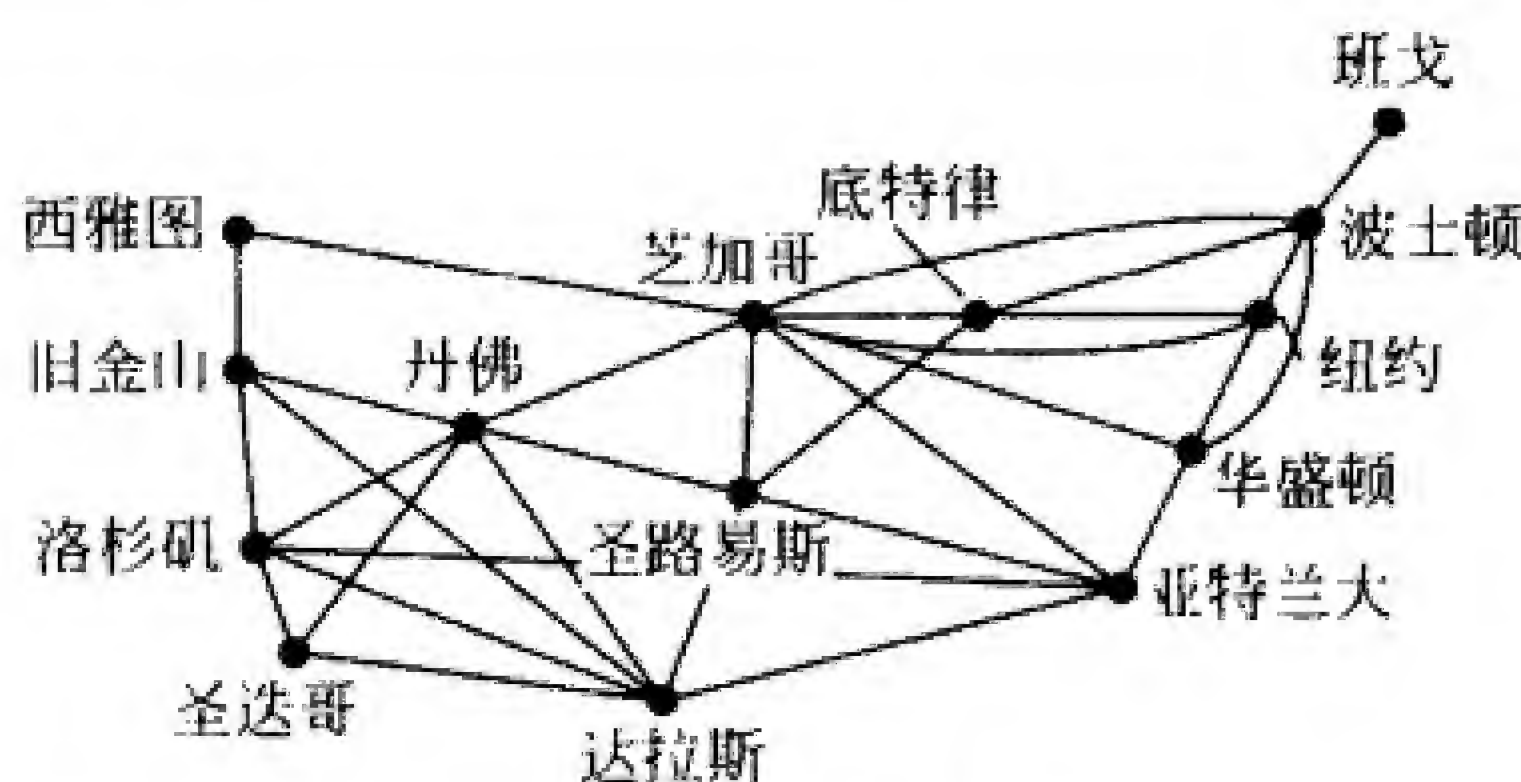 班戈
底特律
西雅图
芝加哥
波士顿
旧金山
丹佛
纽约
洛杉矶
圣路易斯
华盛顿
亚特兰大
圣迭哥
达拉斯